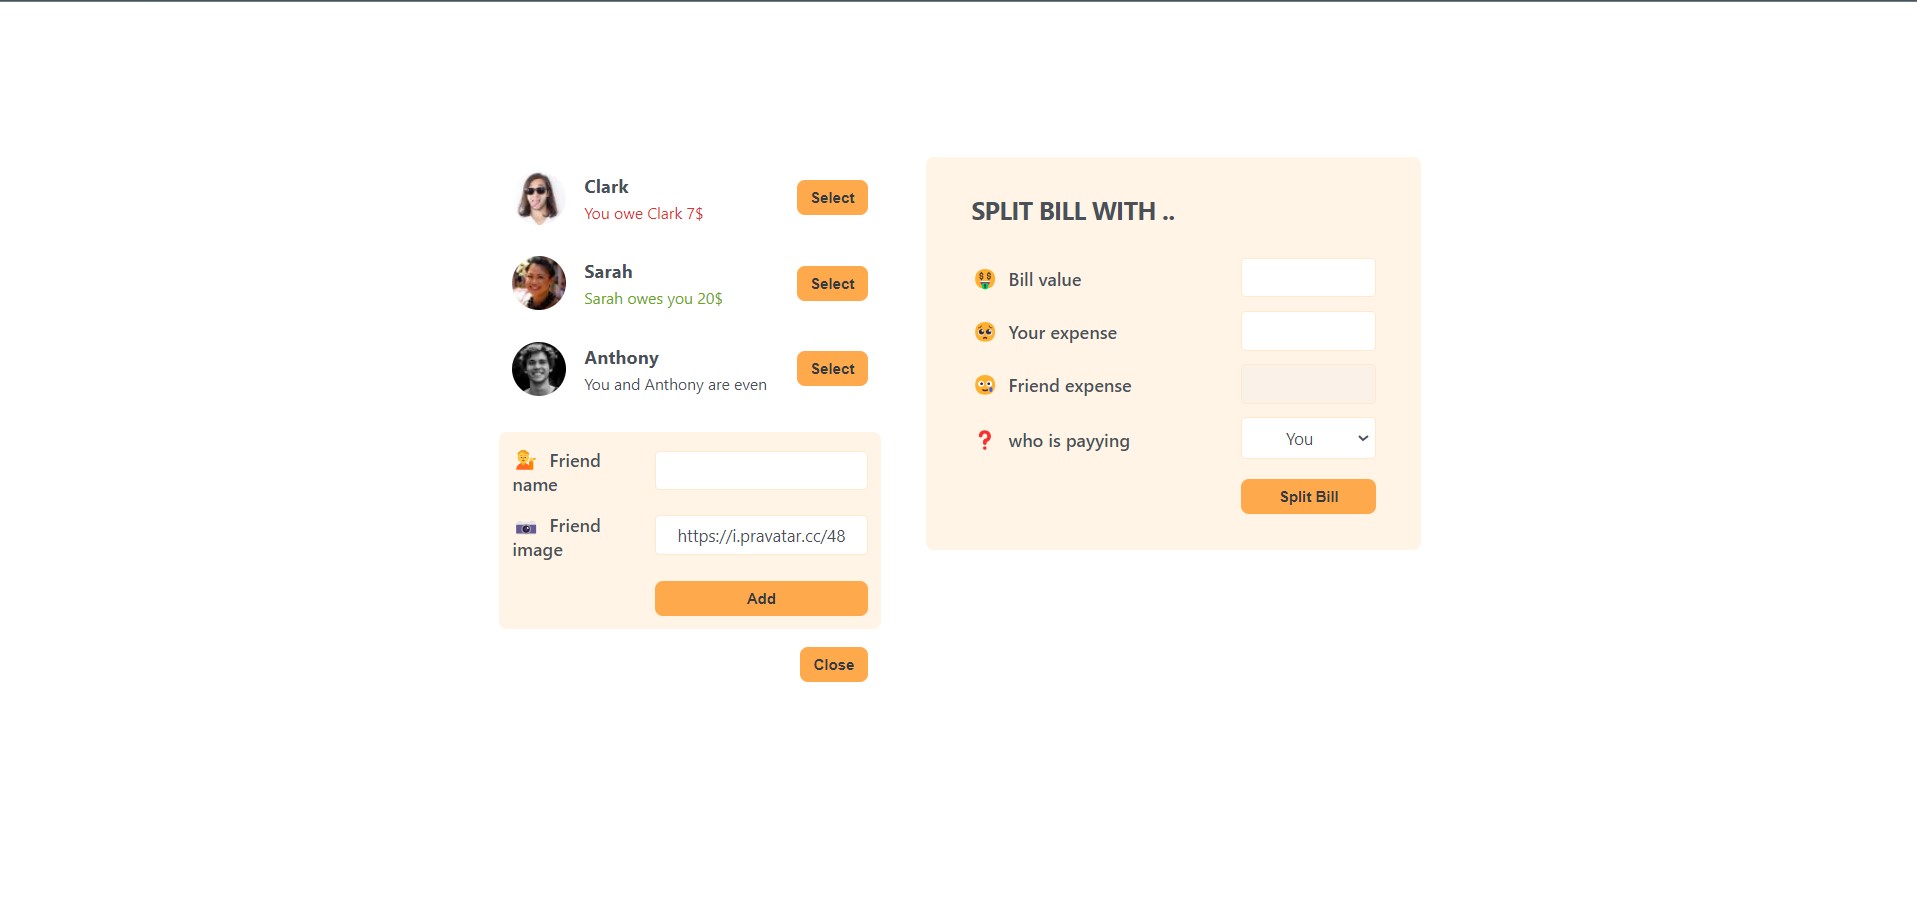 Clark
You owe Clark 7$
Select
Sarah
Sarah owes you 20$
Select
Anthony
You and Anthony are even
Select
Friend
name
Friend
image
https://i.pravatar.cc/48
Add
Close
SPLIT BILL WITH ..
Bill value
Your expense
Friend expense
who is payying
You
Split Bill